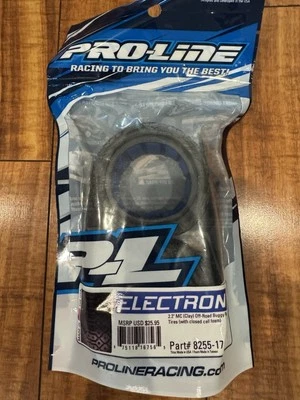 PRO-LINE
RACING TO BRING YOU THE BEST!
PL
ELECTRON
2.2" MC (Clay) Off-Road Buggy
Tires (with closed cell foam)
MSRP USD $25.95
Part# 8255-17
PROLINERACING.com